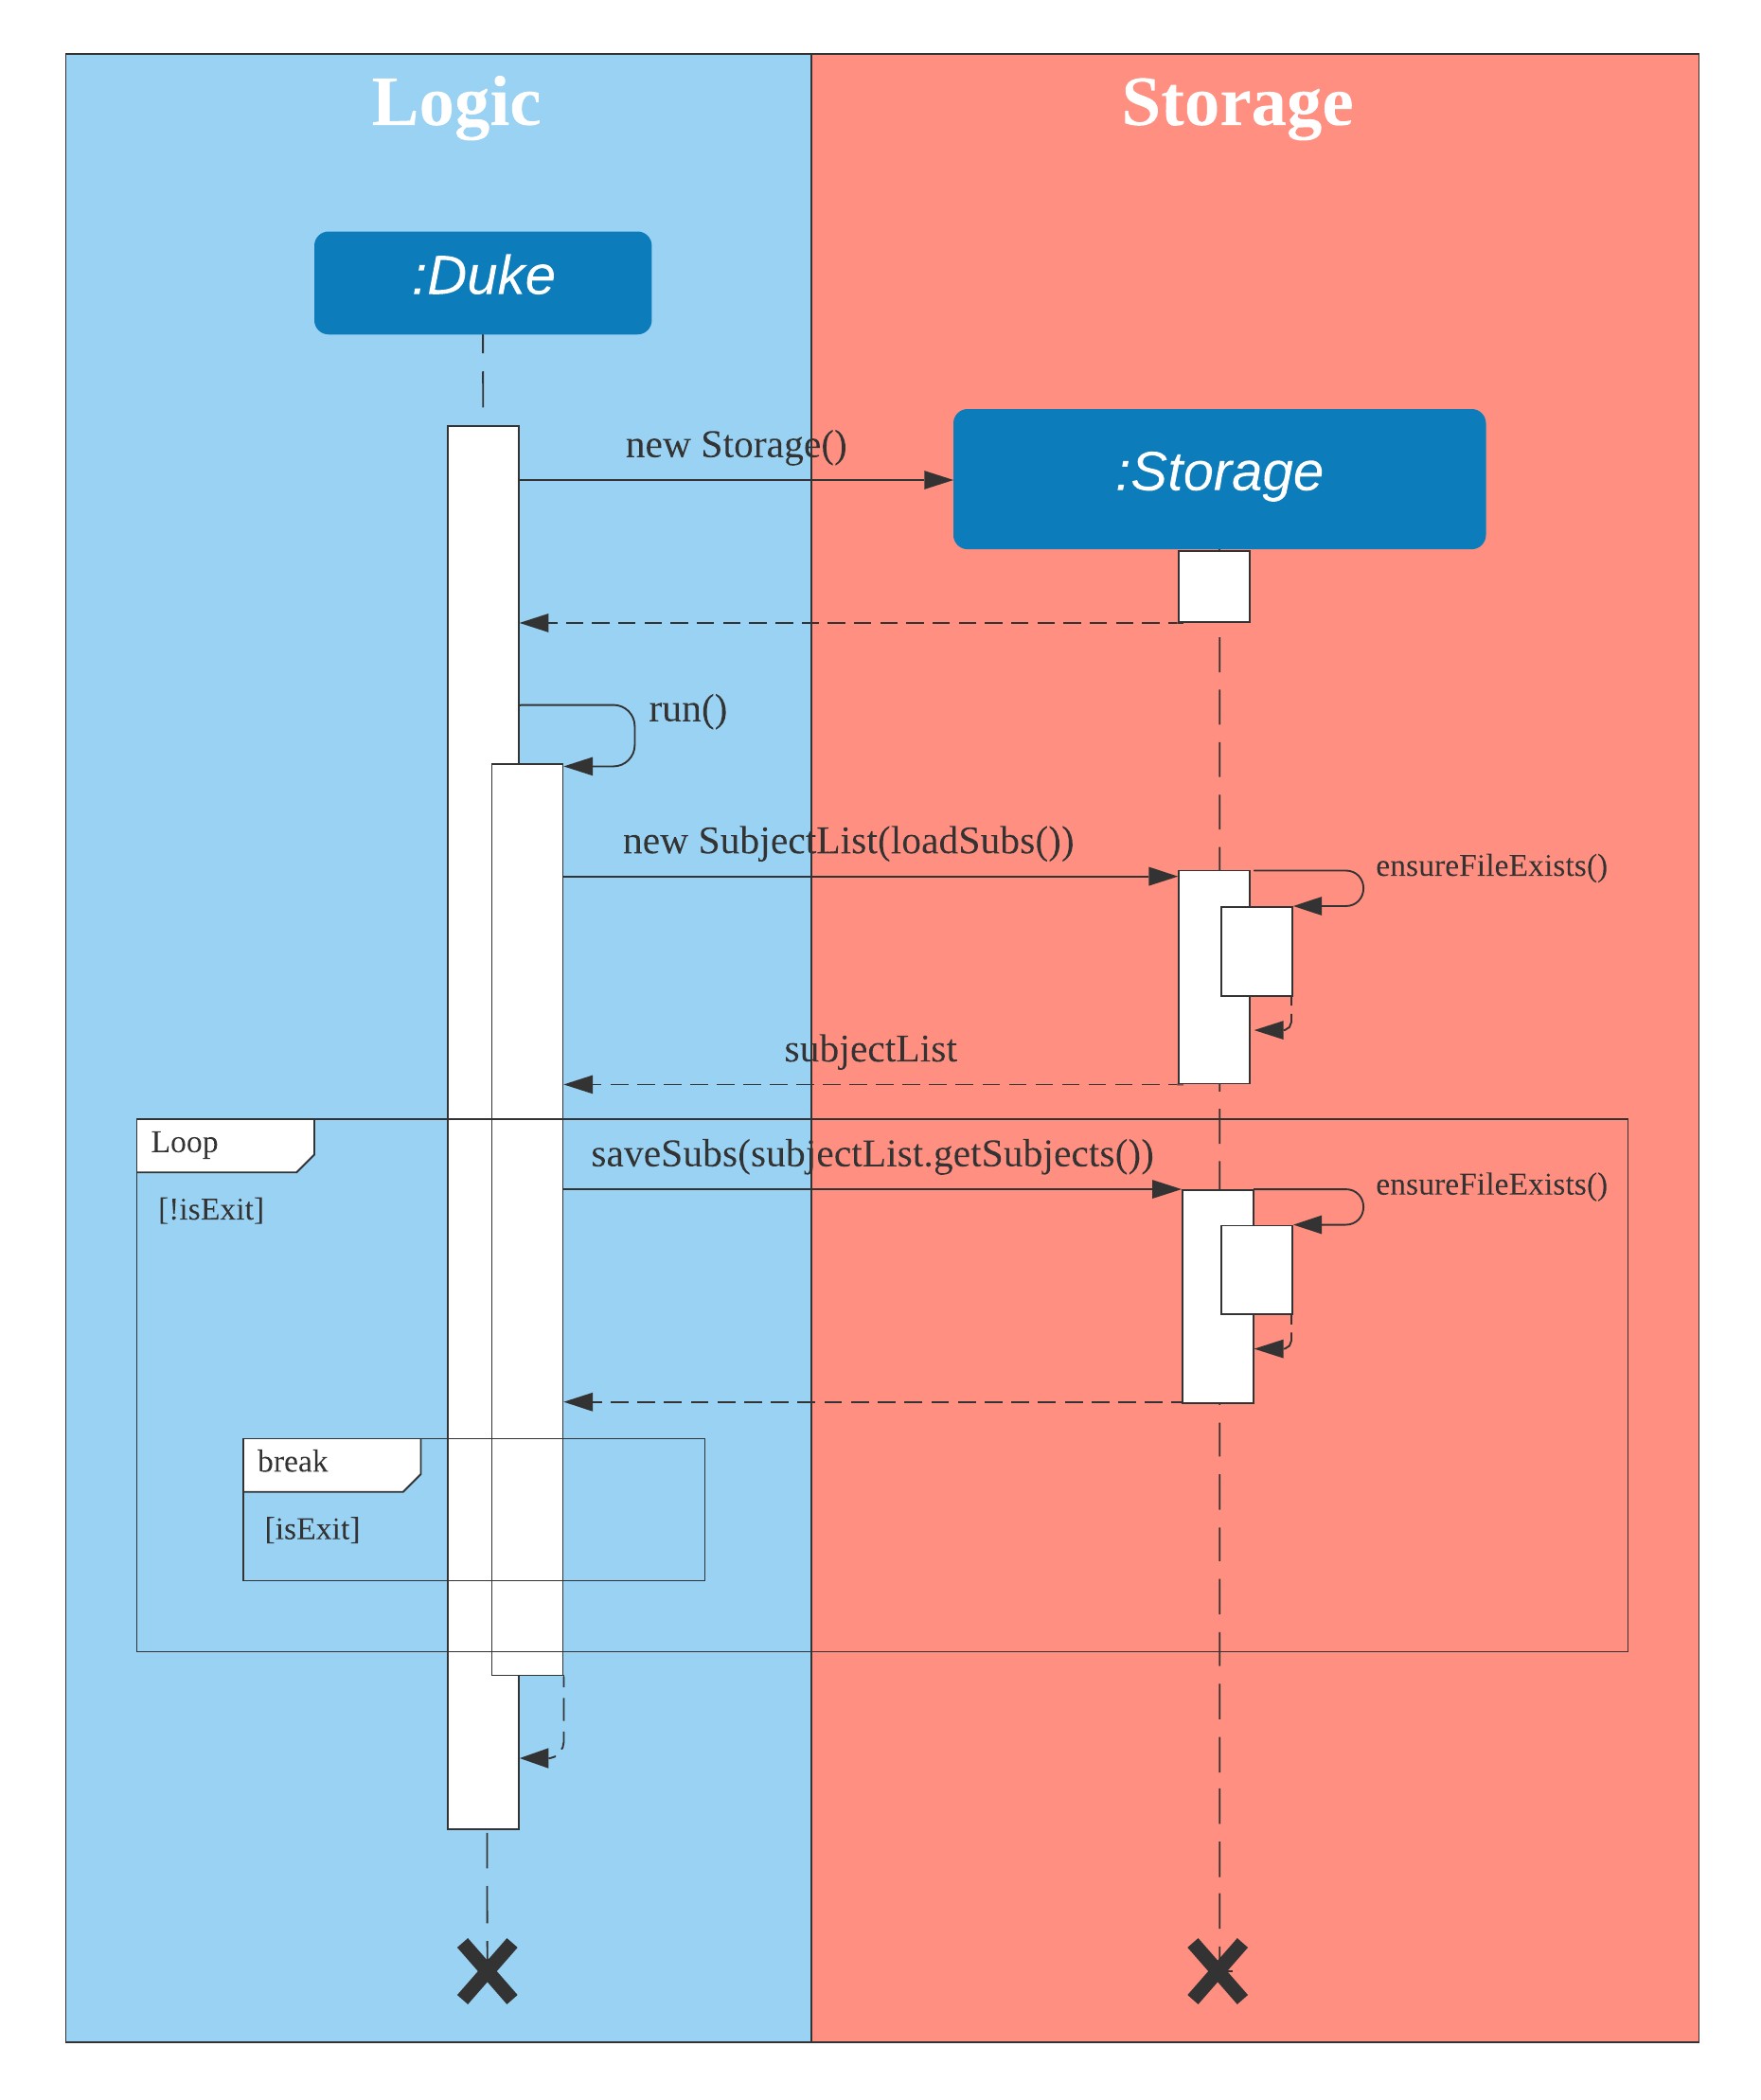 Logic
Storage
:Duke
new Storage()
:Storage
run()
new SubjectList(loadSubs())
ensureFileExists()
subjectList
Loop
saveSubs(subjectList.getSubjects())
ensureFileExists()
[!isExit]
break
[isExit]